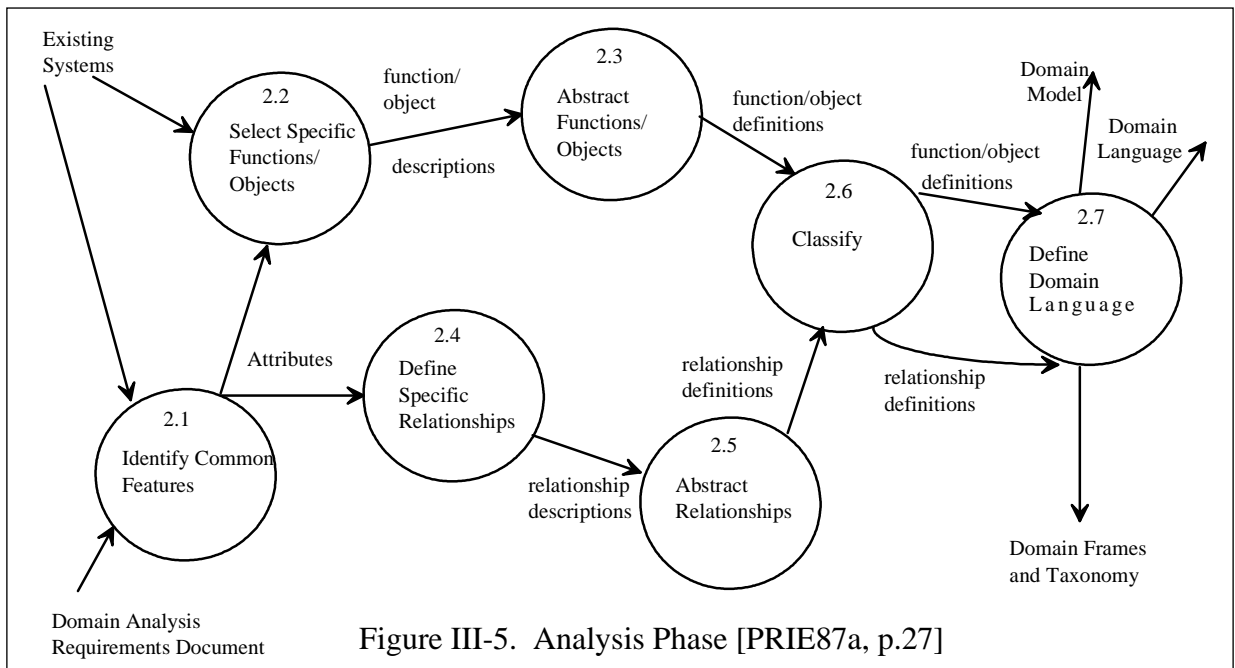 Existing
Systems
2.2
Select Specific
Functions/
Objects
function/
object
descriptions
2.3
Abstract
Functions/
Objects
function/object
definitions
2.6
Classify
function/object
definitions
Domain
Model
Domain
Language
2.7
Define
Domain
Language
Attributes
2.1
Identify Common
Features
2.4
Define
Specific
Relationships
relationship
descriptions
2.5
Abstract
Relationships
relationship
definitions
relationship
definitions
Domain Frames
and Taxonomy
Domain Analysis
Requirements Document
Figure III-5. Analysis Phase [PRIE87a, p.27]